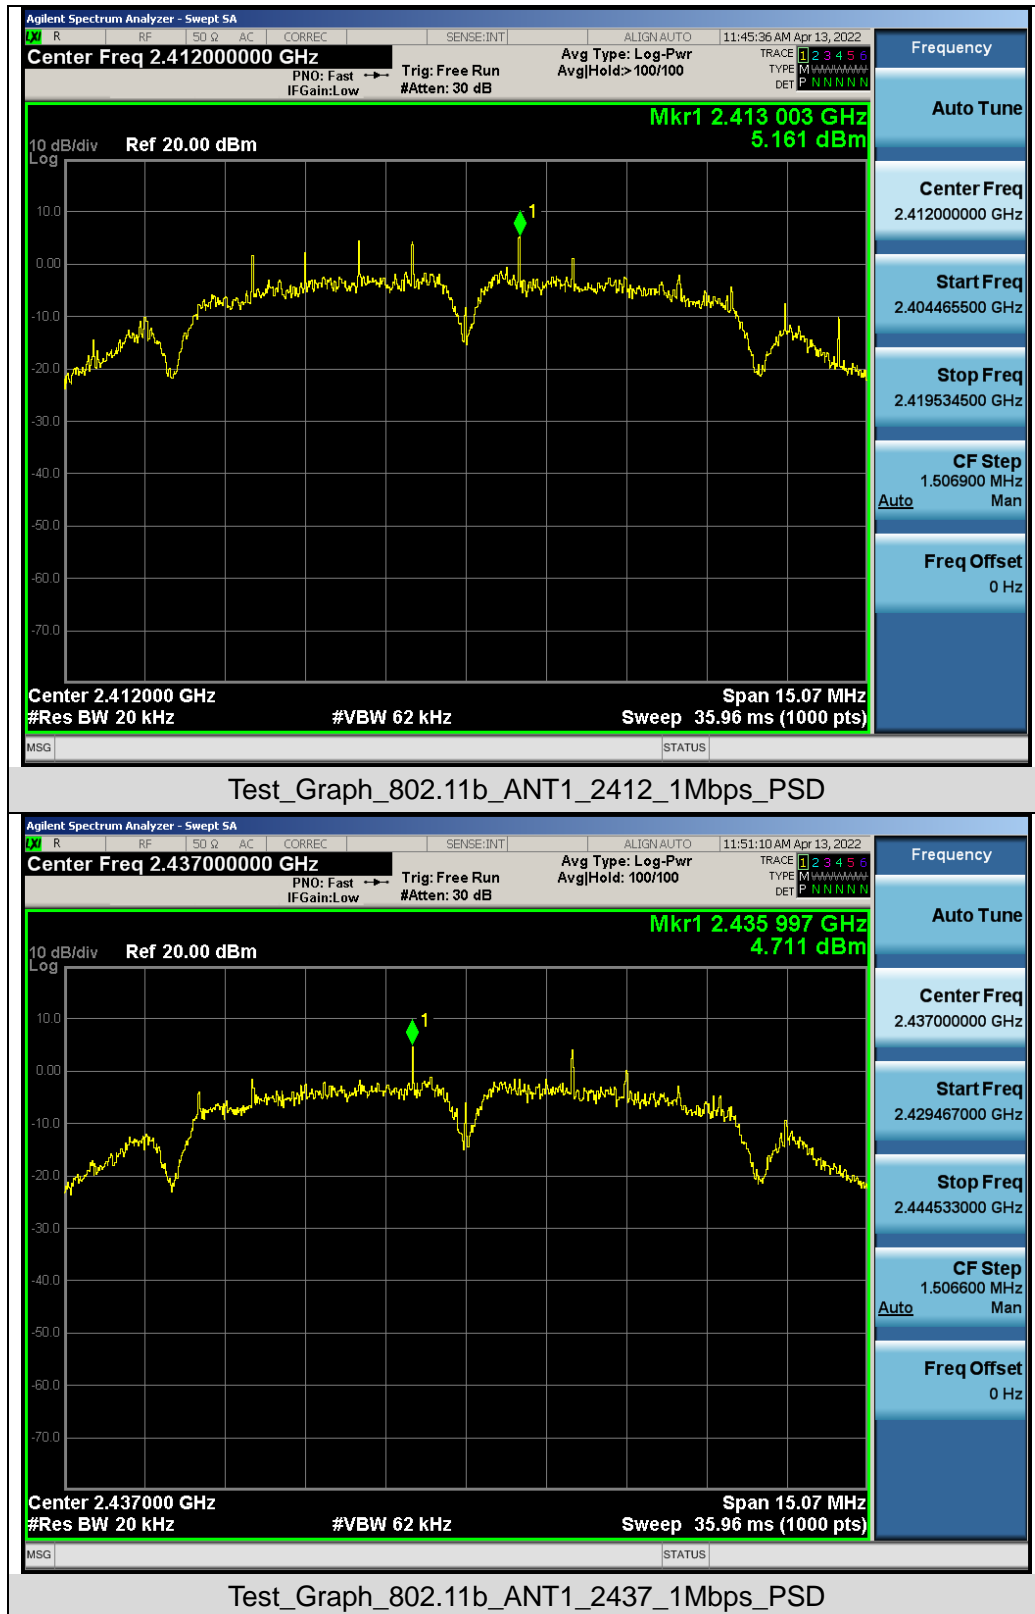 Agilent Spectrum Analyzer - Swept SA
LXI R RF 50 Ω AC CORREC SENSE:INT ALIGN AUTO 11:45:36 AM Apr 13, 2022
Center Freq 2.412000000 GHz
PNO: Fast
IFGain:Low
Trig: Free Run
#Atten: 30 dB
Avg Type: Log-Pwr
Avg|Hold:>100/100
TRACE 1 2 3 4 5 6
TYPE M
DET P N N N N N
Mkr1 2.413 003 GHz
5.161 dBm
10 dB/div Ref 20.00 dBm
Log
1
10.0
0.00
-10.0
-20.0
-30.0
-40.0
-50.0
-60.0
-70.0
Center 2.412000 GHz Span 15.07 MHz
#Res BW 20 kHz #VBW 62 kHz Sweep 35.96 ms (1000 pts)
MSG STATUS
Frequency
Auto Tune
Center Freq
2.412000000 GHz
Start Freq
2.404465500 GHz
Stop Freq
2.419534500 GHz
CF Step
1.506900 MHz
Auto Man
Freq Offset
0 Hz
Test_Graph_802.11b_ANT1_2412_1Mbps_PSD
Agilent Spectrum Analyzer - Swept SA
LXI R RF 50 Ω AC CORREC SENSE:INT ALIGN AUTO 11:51:10 AM Apr 13, 2022
Center Freq 2.437000000 GHz
PNO: Fast
IFGain:Low
Trig: Free Run
#Atten: 30 dB
Avg Type: Log-Pwr
Avg|Hold: 100/100
TRACE 1 2 3 4 5 6
TYPE M
DET P N N N N N
Mkr1 2.435 997 GHz
4.711 dBm
10 dB/div Ref 20.00 dBm
Log
1
10.0
0.00
-10.0
-20.0
-30.0
-40.0
-50.0
-60.0
-70.0
Center 2.437000 GHz Span 15.07 MHz
#Res BW 20 kHz #VBW 62 kHz Sweep 35.96 ms (1000 pts)
MSG STATUS
Frequency
Auto Tune
Center Freq
2.437000000 GHz
Start Freq
2.429467000 GHz
Stop Freq
2.444533000 GHz
CF Step
1.506600 MHz
Auto Man
Freq Offset
0 Hz
Test_Graph_802.11b_ANT1_2437_1Mbps_PSD